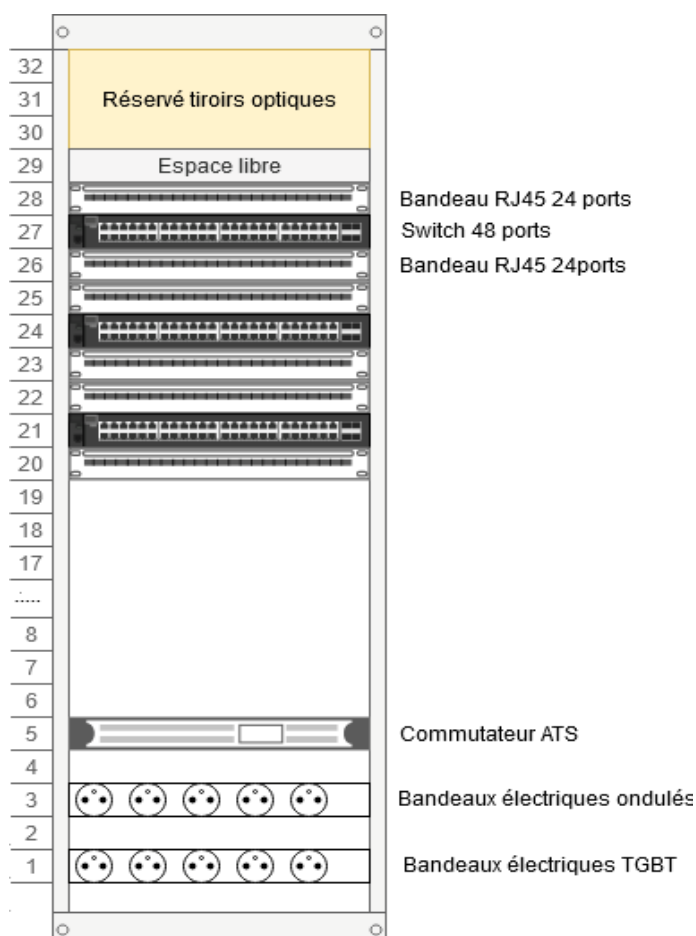 32
31 Réservé tiroirs optiques
30
29 Espace libre
28 Bandeau RJ45 24 ports
27 Switch 48 ports
26 Bandeau RJ45 24ports
25
24
23
22
21
20
19
18
17
.:....
8
7
6
5 Commutateur ATS
4
3 Bandeaux électriques ondulés
2
1 Bandeaux électriques TGBT